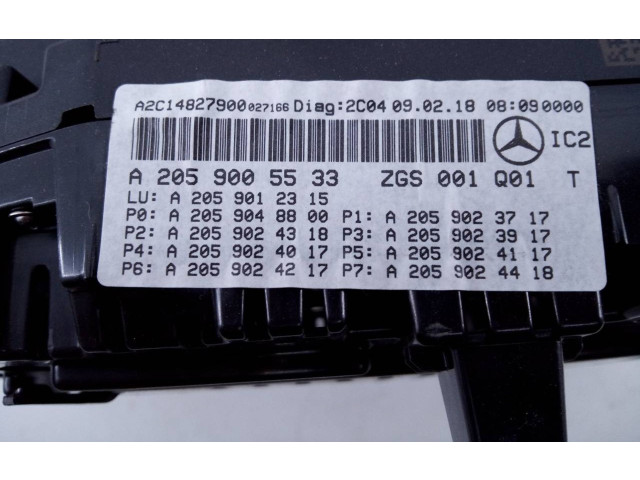 A2C14827900 027166 Diag:2C04 09.02.18 08:090000
IC2
A 205 900 55 33 ZGS 001 Q01 T
LU: A 205 901 23 15
P0: A 205 904 88 00 P1: A 205 902 37 17
P2: A 205 902 43 18 P3: A 205 902 39 17
P4: A 205 902 40 17 P5: A 205 902 41 17
P6: A 205 902 42 17 P7: A 205 902 44 18